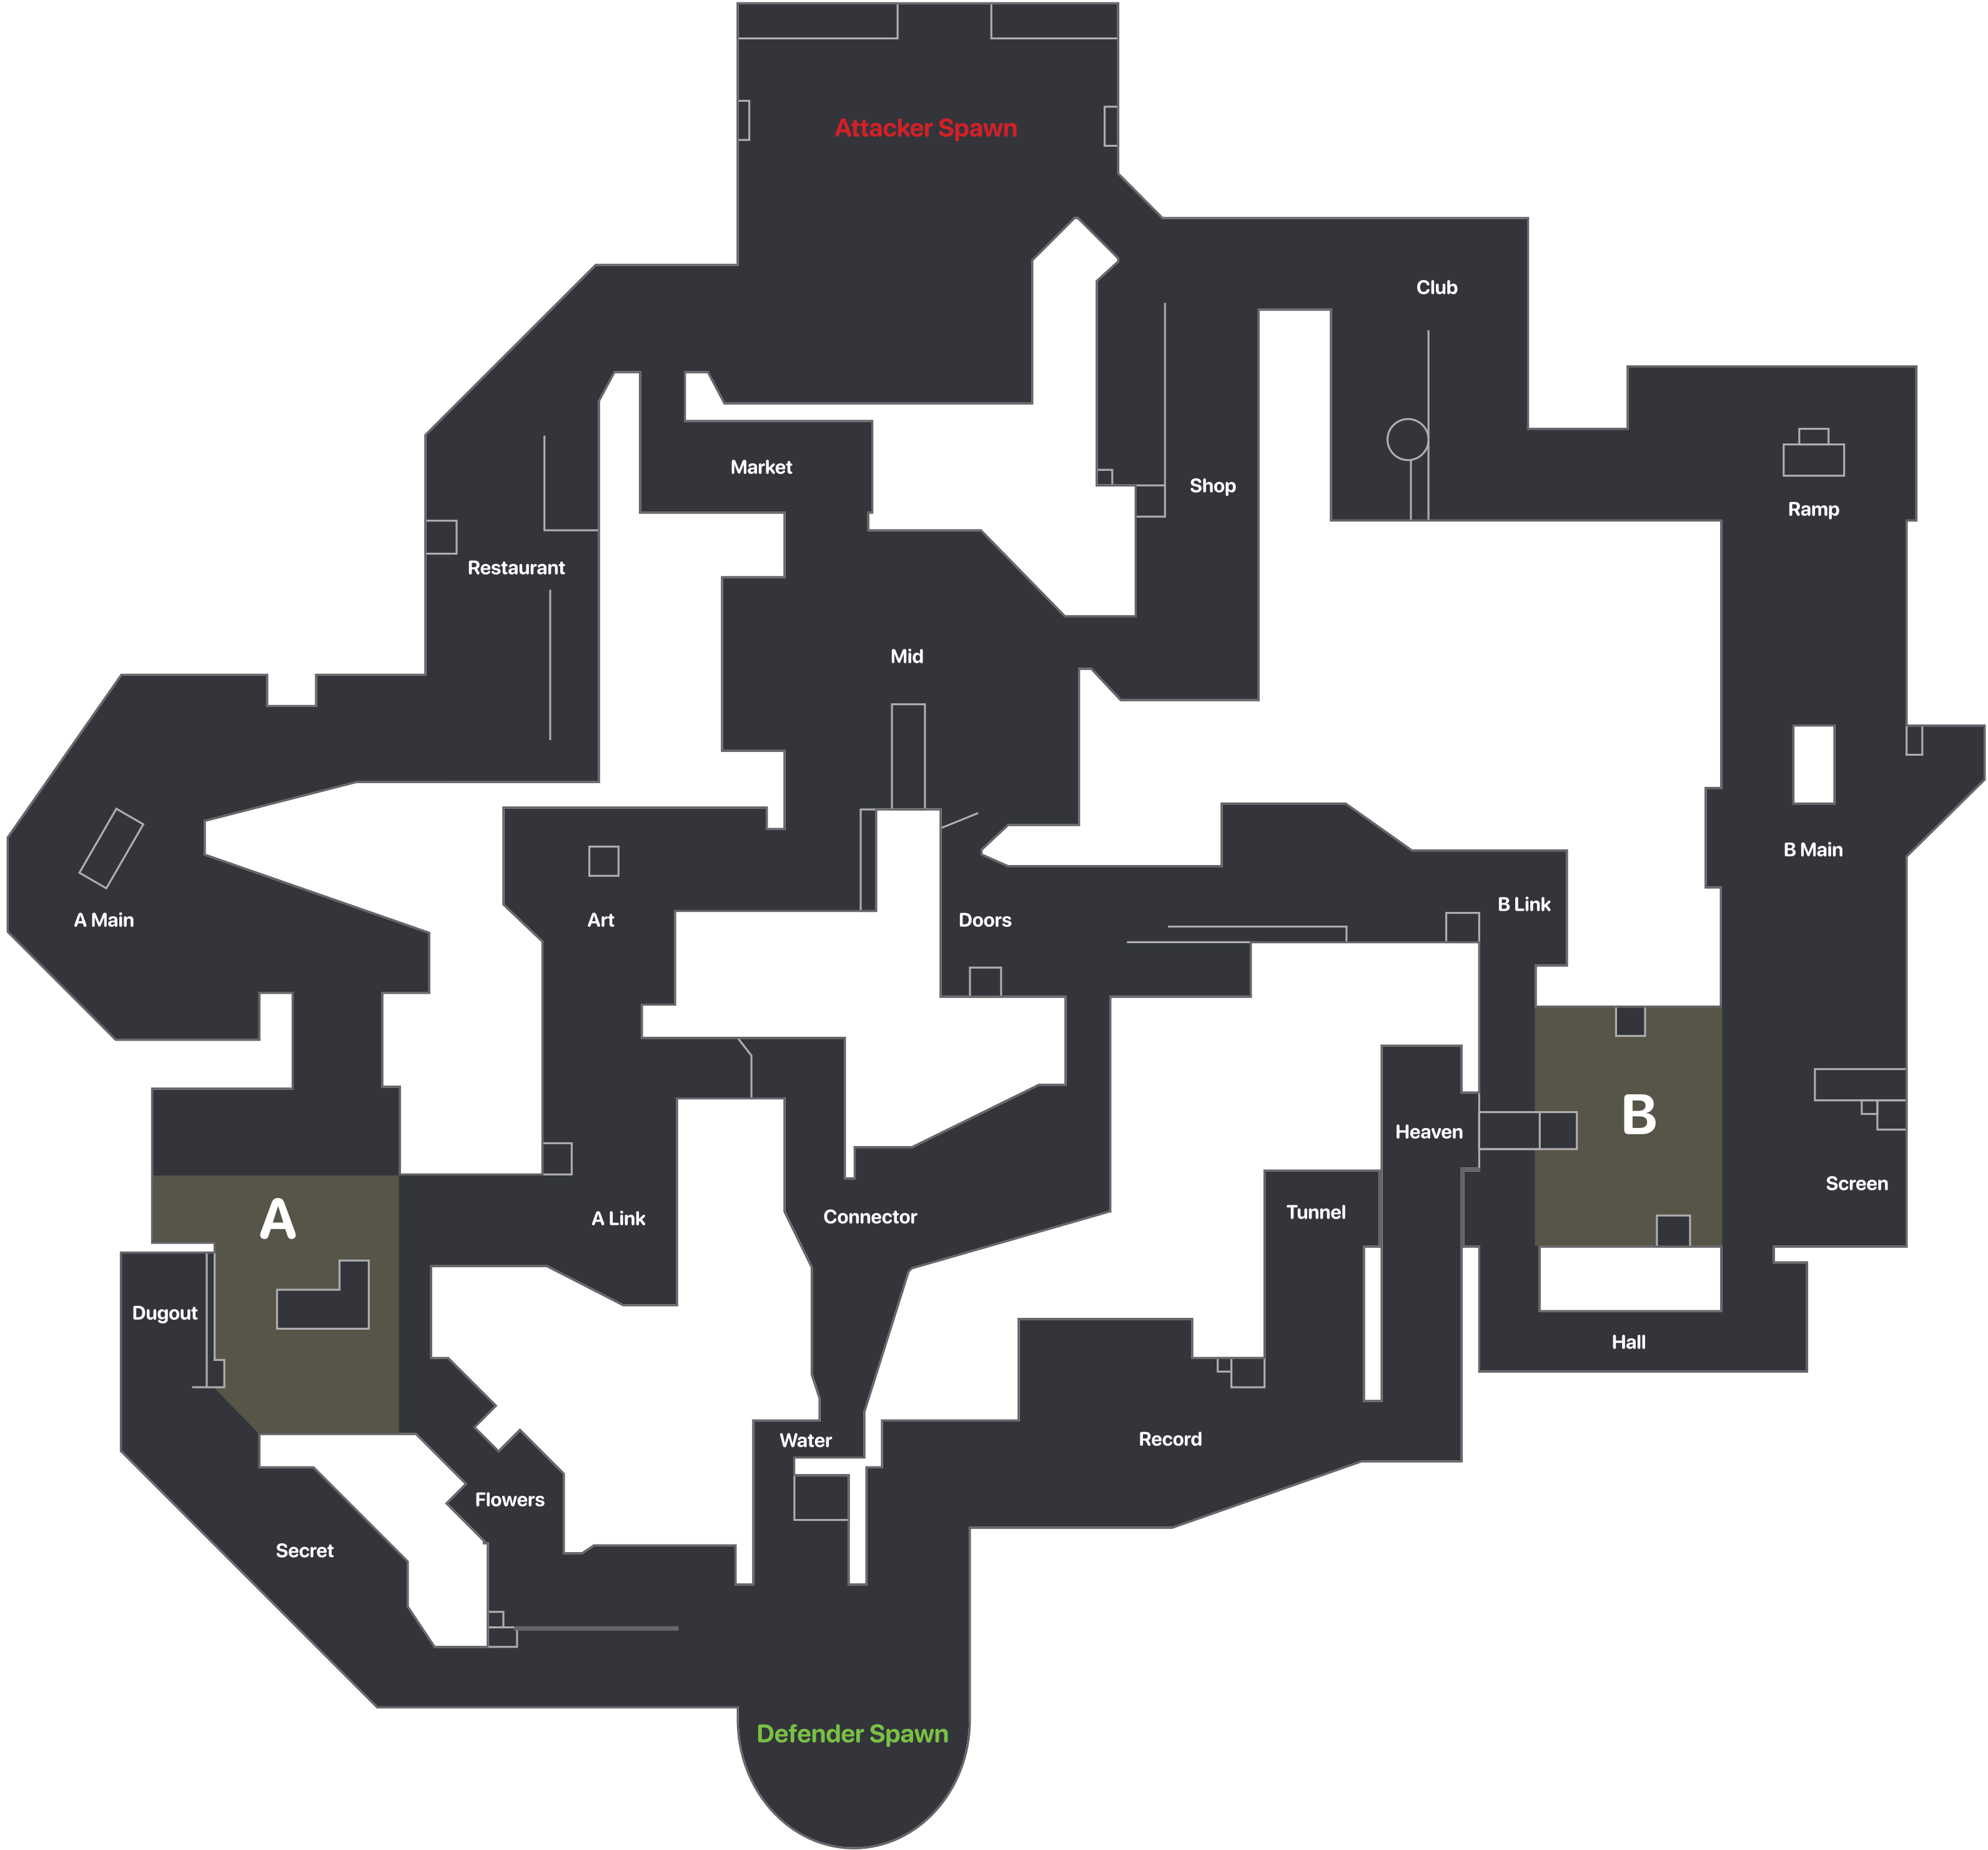 Attacker Spawn
Club
Market
Shop
Ramp
Restaurant
Mid
B Main
B Link
A Main
Art
Doors
B
Heaven
Screen
A
A Link
Connector
Tunnel
Dugout
Hall
Water
Record
Flowers
Secret
Defender Spawn